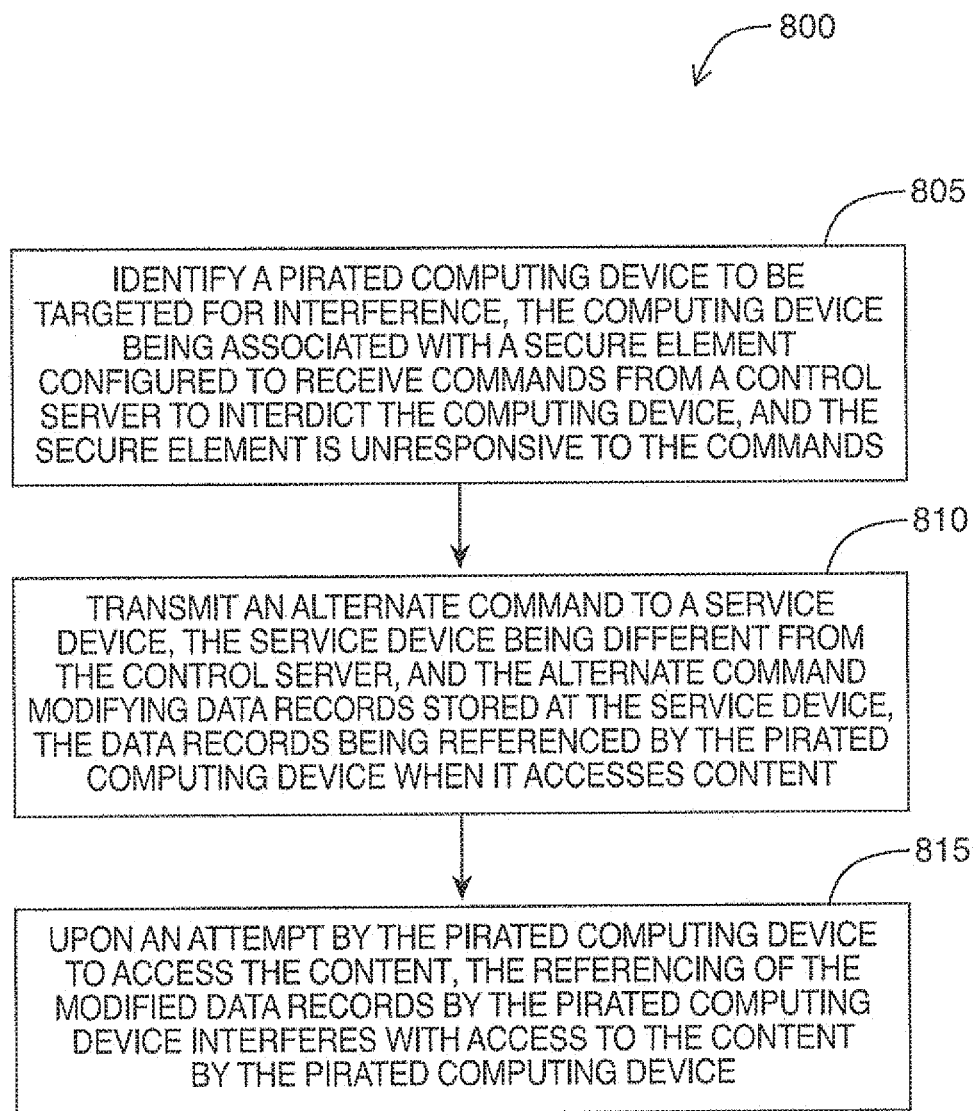 800
805
IDENTIFY A PIRATED COMPUTING DEVICE TO BE
TARGETED FOR INTERFERENCE, THE COMPUTING DEVICE
BEING ASSOCIATED WITH A SECURE ELEMENT
CONFIGURED TO RECEIVE COMMANDS FROM A CONTROL
SERVER TO INTERDICT THE COMPUTING DEVICE, AND THE
SECURE ELEMENT IS UNRESPONSIVE TO THE COMMANDS
810
TRANSMIT AN ALTERNATE COMMAND TO A SERVICE
DEVICE, THE SERVICE DEVICE BEING DIFFERENT FROM
THE CONTROL SERVER, AND THE ALTERNATE COMMAND
MODIFYING DATA RECORDS STORED AT THE SERVICE DEVICE,
THE DATA RECORDS BEING REFERENCED BY THE PIRATED
COMPUTING DEVICE WHEN IT ACCESSES CONTENT
815
UPON AN ATTEMPT BY THE PIRATED COMPUTING DEVICE
TO ACCESS THE CONTENT, THE REFERENCING OF THE
MODIFIED DATA RECORDS BY THE PIRATED COMPUTING
DEVICE INTERFERES WITH ACCESS TO THE CONTENT
BY THE PIRATED COMPUTING DEVICE